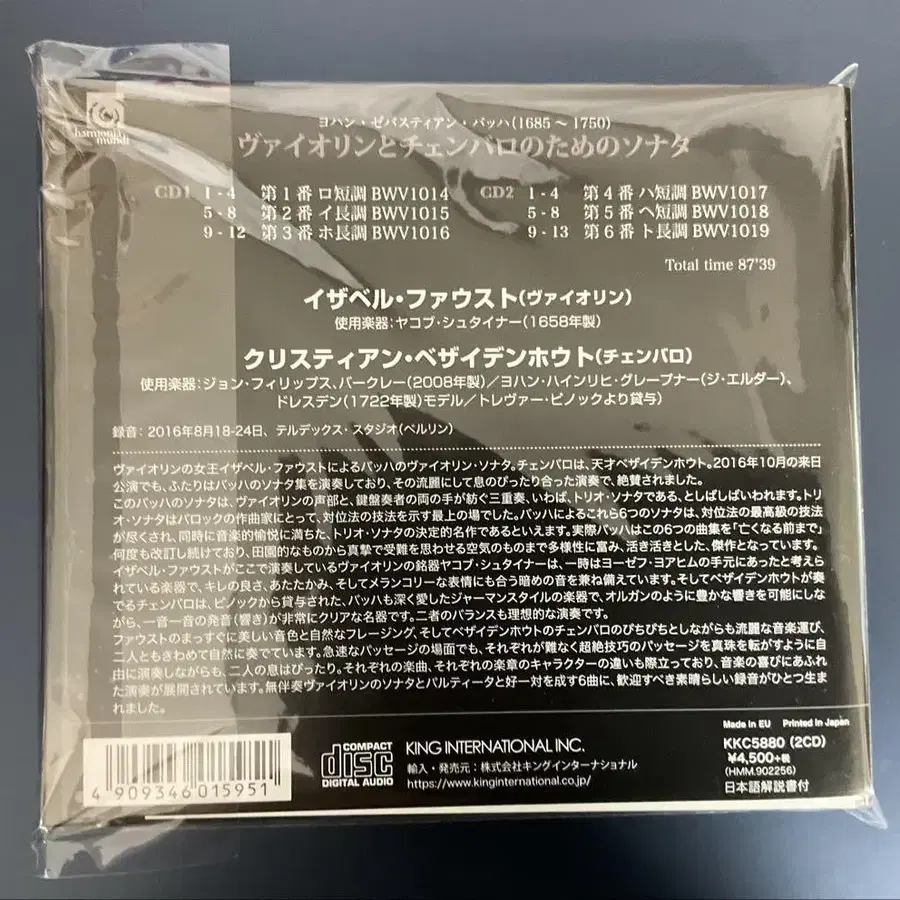 harmonia
mundi
ヨハン・ゼバスティアン・バッハ(1685〜1750)
ヴァイオリンとチェンバロのためのソナタ
CD1 1-4 第1番ロ短調 BWV1014 CD2 1-4 第4番ハ短調 BWV1017
5-8 第2番イ長調 BWV1015 5-8 第5番ヘ短調 BWV1018
9-12 第3番ホ長調 BWV1016 9-13 第6番ト長調 BWV1019
Total time 87'39
イザベル・ファウスト(ヴァイオリン)
使用楽器:ヤコブ・シュタイナー(1658年製)
クリスティアン・ベザイデンホウト(チェンバロ)
使用楽器:ジョン・フィリップス、バークレー(2008年製)/ヨハン・ハインリヒ・グレープナー(ジ・エルダー)、
ドレスデン(1722年製)モデル/トレヴァー・ピノックより貸与)
録音:2016年8月18-24日、テルデックス・スタジオ(ベルリン)
ヴァイオリンの女王イザベル・ファウストによるバッハのヴァイオリン・ソナタ。チェンバロは、天才ベザイデンホウト。2016年10月の来日
公演でも、ふたりはバッハのソナタ集を演奏しており、その流麗にして息のぴったり合った演奏で、絶賛されました。
このバッハのソナタは、ヴァイオリンの声部と、鍵盤奏者の両の手が紡ぐ三重奏、いわば、トリオ・ソナタである、としばしばいわれます。トリ
オ・ソナタはバロックの作曲家にとって、対位法の技法を示す最上の場でした。バッハによるこれら6つのソナタは、対位法の最高級の技法
が尽くされ、同時に音楽的愉悦に満ちた、トリオ・ソナタの決定的名作であるといえます。実際バッハはこの6つの曲集を「亡くなる前まで」
何度も改訂し続けており、田園的なものから真摯で受難を思わせる空気のものまで多様性に富み、活き活きとした、傑作となっています。
イザベル・ファウストがここで演奏しているヴァイオリンの銘器ヤコブ・シュタイナーは、一時はヨーゼフ・ヨアヒムの手元にあったと考えら
れている楽器で、キレの良さ、あたたかみ、そしてメランコリーな表情にも合う暗めの音を兼ね備えています。そしてベザイデンホウトが奏
でるチェンバロは、ピノックから貸与された、バッハも深く愛したジャーマンスタイルの楽器で、オルガンのように豊かな響きを可能にしな
がら、一音一音の発音(響き)が非常にクリアな名器です。二者のバランスも理想的な演奏です。
ファウストのまっすぐに美しい音色と自然なフレージング、そしてベザイデンホウトのチェンバロのぴちぴちとしながらも流麗な音楽運び、
二人ともきわめて自然に奏でています。急速なパッセージの場面でも、それぞれが難なく超絶技巧のパッセージを真珠を転がすように自
由に演奏しながらも、二人の息はぴったり。それぞれの楽曲、それぞれの楽章のキャラクターの違いも際立っており、音楽の喜びにあふれ
た演奏が展開されています。無伴奏ヴァイオリンのソナタとパルティータと好一対を成す6曲に、歓迎すべき素晴らしい録音がひとつ生ま
れました。
Made in EU Printed in Japan
KKC5880 (2CD)
¥4,500+税
(HMM.902256)
日本語解説書付
COMPACT
disc
DIGITAL AUDIO
KING INTERNATIONAL INC.
輸入・発売元:株式会社キングインターナショナル
https://www.kinginternational.co.jp/
4 909346 015951